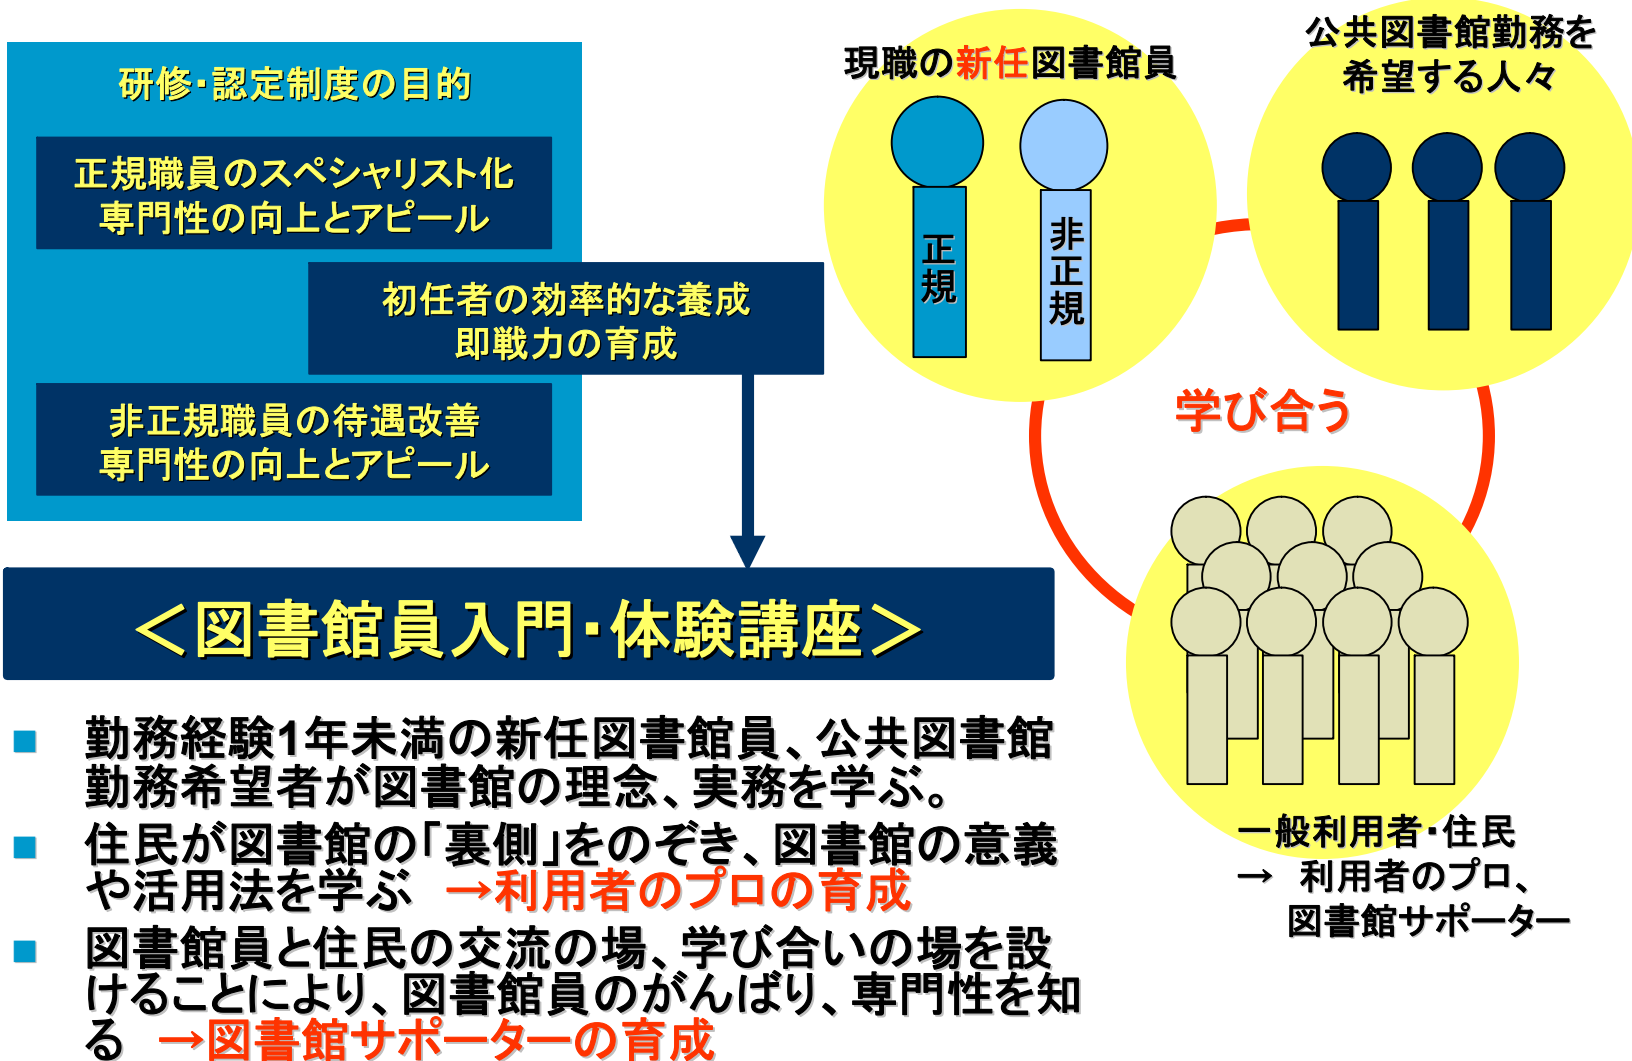 研修・認定制度の目的
正規職員のスペシャリスト化
専門性の向上とアピール
初任者の効率的な養成
即戦力の育成
非正規職員の待遇改善
専門性の向上とアピール
現職の新任図書館員
正規
非正規
公共図書館勤務を
希望する人々
学び合う
一般利用者・住民
→ 利用者のプロ、
図書館サポーター
＜図書館員入門・体験講座＞
■ 勤務経験1年未満の新任図書館員、公共図書館
勤務希望者が図書館の理念、実務を学ぶ。
■ 住民が図書館の「裏側」をのぞき、図書館の意義
や活用法を学ぶ →利用者のプロの育成
■ 図書館員と住民の交流の場、学び合いの場を設
けることにより、図書館員のがんばり、専門性を知
る →図書館サポーターの育成